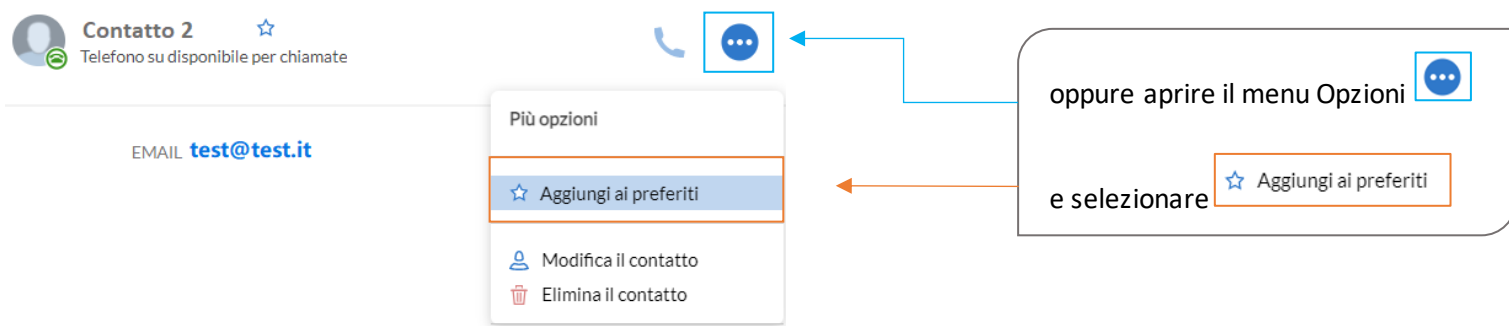 Contatto 2
Telefono su disponibile per chiamate
EMAIL test@test.it
Più opzioni
Aggiungi ai preferiti
Modifica il contatto
Elimina il contatto
oppure aprire il menu Opzioni
e selezionare Aggiungi ai preferiti